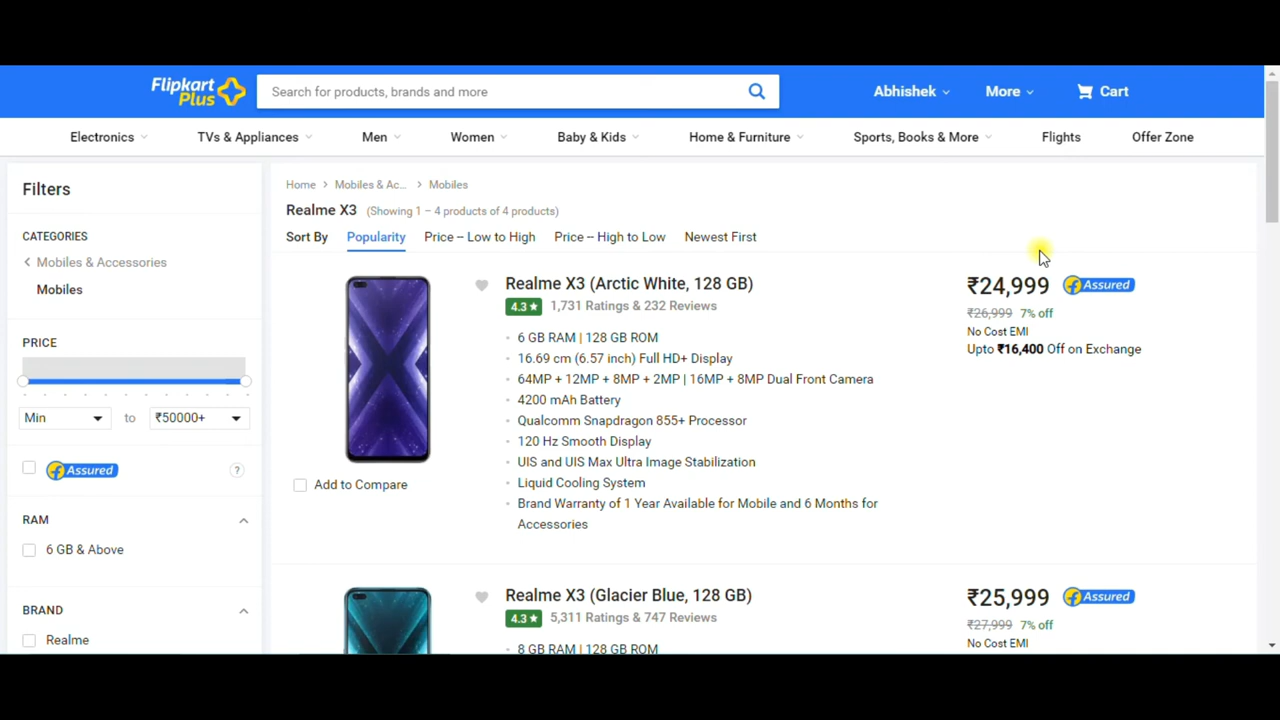 Flipkart
Plus
Search for products, brands and more
Abhishek
More
Cart
Electronics
TVs & Appliances
Men
Women
Baby & Kids
Home & Furniture
Sports, Books & More
Flights
Offer Zone
Filters
CATEGORIES
Mobiles & Accessories
Mobiles
PRICE
Min
to
₹50000+
Assured
?
RAM
6 GB & Above
BRAND
Realme
Home > Mobiles & Ac... > Mobiles
Realme X3 (Showing 1 – 4 products of 4 products)
Sort By Popularity Price -- Low to High Price -- High to Low Newest First
Add to Compare
Realme X3 (Arctic White, 128 GB)
4.3★ 1,731 Ratings & 232 Reviews
6 GB RAM | 128 GB ROM
16.69 cm (6.57 inch) Full HD+ Display
64MP + 12MP + 8MP + 2MP | 16MP + 8MP Dual Front Camera
4200 mAh Battery
Qualcomm Snapdragon 855+ Processor
120 Hz Smooth Display
UIS and UIS Max Ultra Image Stabilization
Liquid Cooling System
Brand Warranty of 1 Year Available for Mobile and 6 Months for
Accessories
₹24,999 Assured
₹26,999 7% off
No Cost EMI
Upto ₹16,400 Off on Exchange
Realme X3 (Glacier Blue, 128 GB)
4.3★ 5,311 Ratings & 747 Reviews
8 GB RAM | 128 GB ROM
₹25,999 Assured
₹27,999 7% off
No Cost EMI